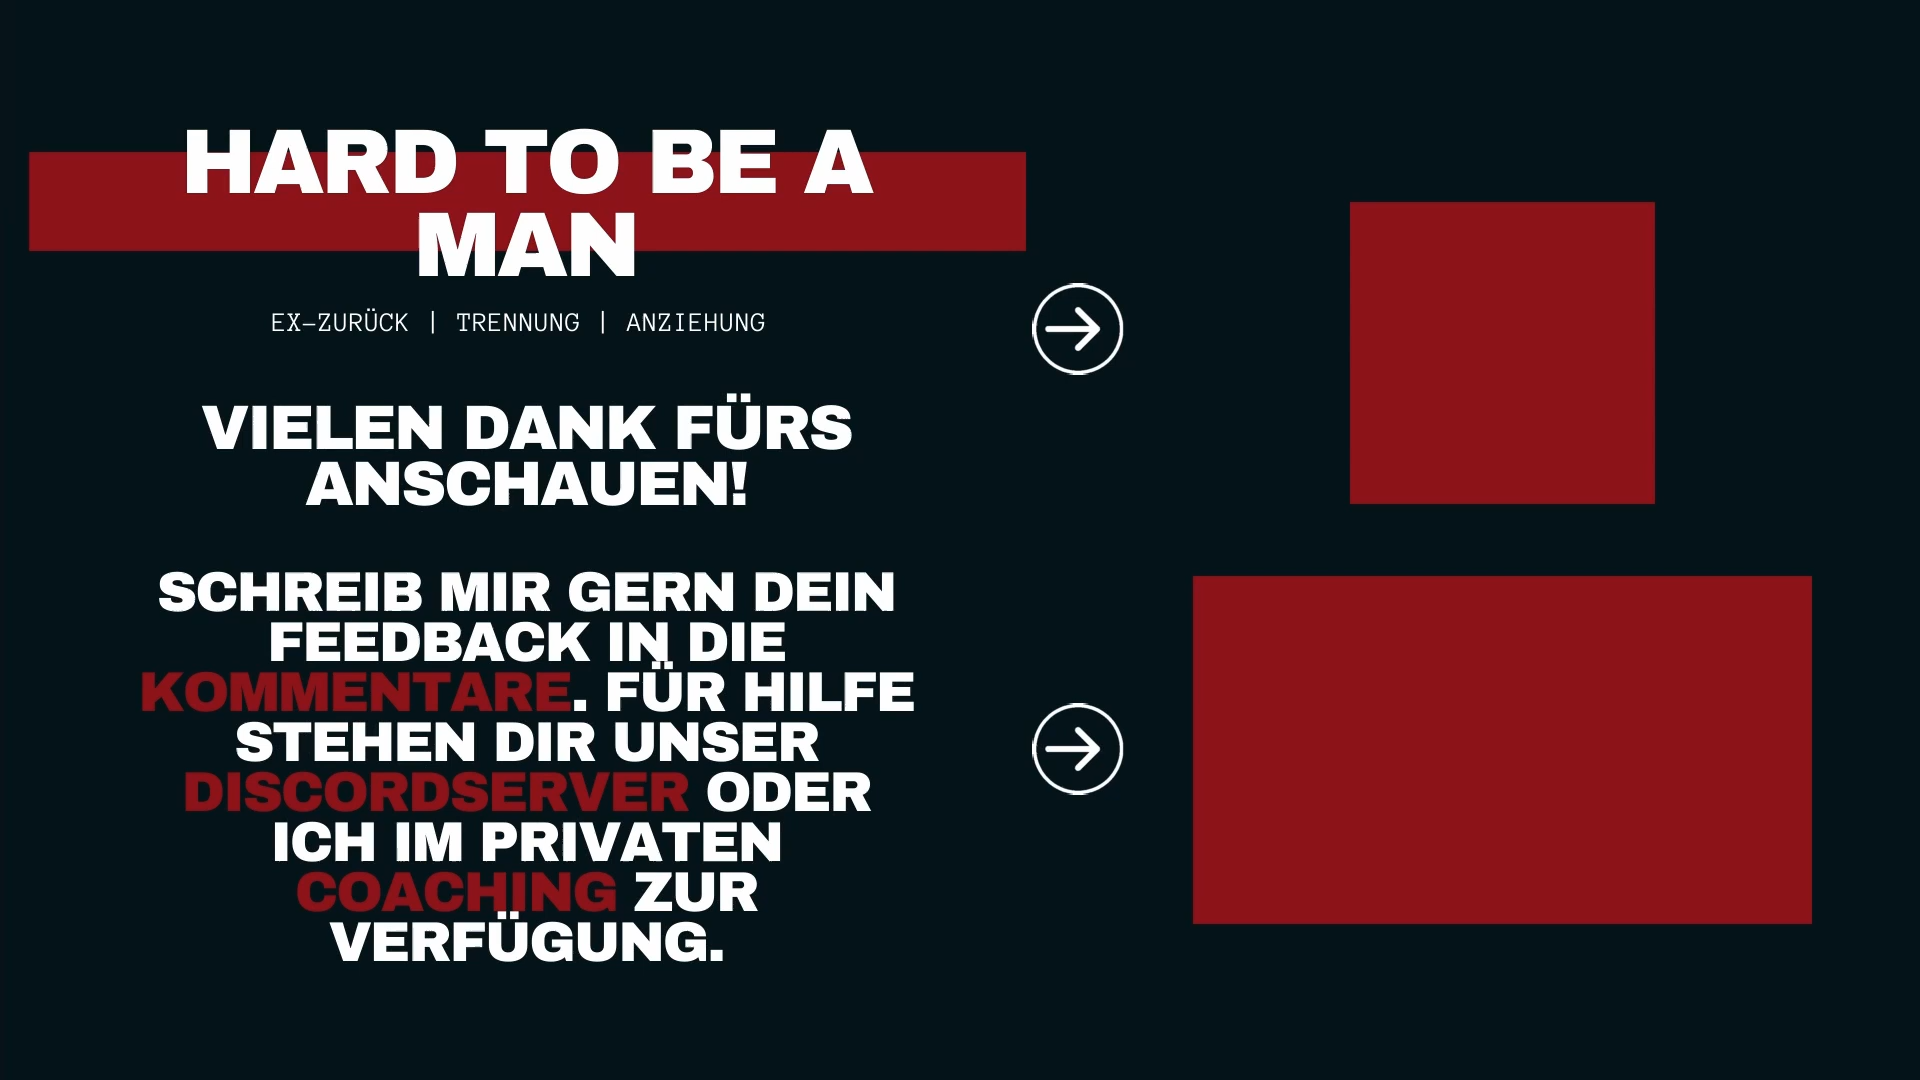 HARD TO BE A
MAN
EX-ZURÜCK | TRENNUNG | ANZIEHUNG
VIELEN DANK FÜRS
ANSCHAUEN!
SCHREIB MIR GERN DEIN
FEEDBACK IN DIE
KOMMENTARE. FÜR HILFE
STEHEN DIR UNSER
DISCORDSERVER ODER
ICH IM PRIVATEN
COACHING ZUR
VERFÜGUNG.